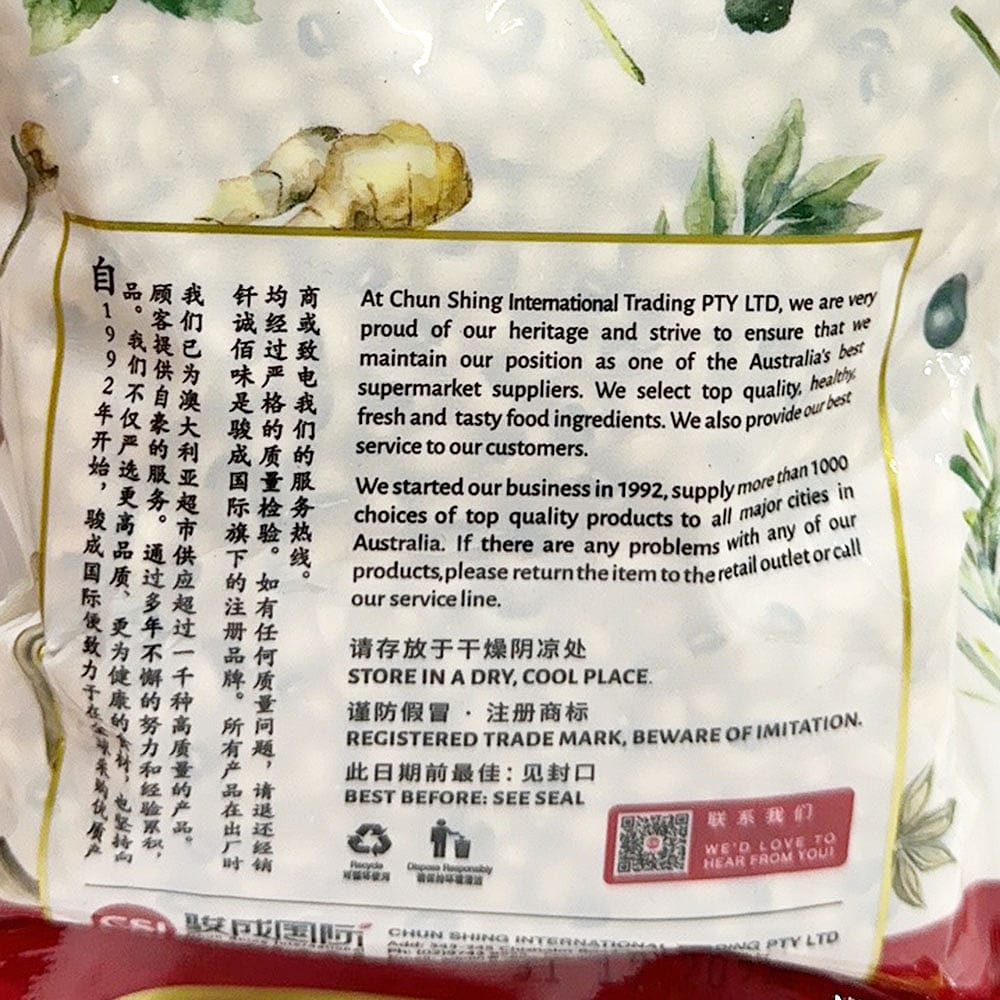 自1992年开始，骏成国际便致力于在全球采购优质产
品。我们不仅严选更高品质、更为健康的食材，也坚持向
顾客提供自豪的服务。通过多年不懈的努力和经验累积，
我们已为澳大利亚超市供应超过一千种高质量的产品。
钎诚佰味是骏成国际旗下的注册品牌。所有产品在出厂时
均经过严格的质量检验。如有任何质量问题，请退还经销
商或致电我们的服务热线。
At Chun Shing International Trading PTY LTD, we are very
proud of our heritage and strive to ensure that we
maintain our position as one of the Australia's best
supermarket suppliers. We select top quality, healthy,
fresh and tasty food ingredients. We also provide our best
service to our customers.
We started our business in 1992, supply more than 1000
choices of top quality products to all major cities in
Australia. If there are any problems with any of our
products, please return the item to the retail outlet or call
our service line.
请存放于干燥阴凉处
STORE IN A DRY, COOL PLACE.
谨防假冒 · 注册商标
REGISTERED TRADE MARK, BEWARE OF IMITATION.
此日期前最佳：见封口
BEST BEFORE: SEE SEAL
联系我们
WE'D LOVE TO
HEAR FROM YOU!
Recycle
可循环使用
Dispose Responsibly
请保持环境清洁
CSI
骏成国际
CHUN SHING INTERNATIONAL TRADING PTY LTD
Add: